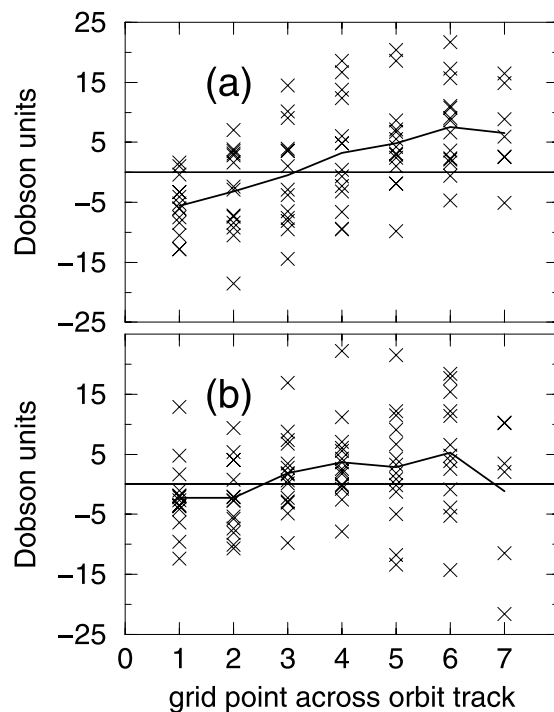 25
15
(a)
5
−5
−15
−25
Dobson units
15
(b)
5
−5
−15
−25
Dobson units
0 1 2 3 4 5 6 7
grid point across orbit track